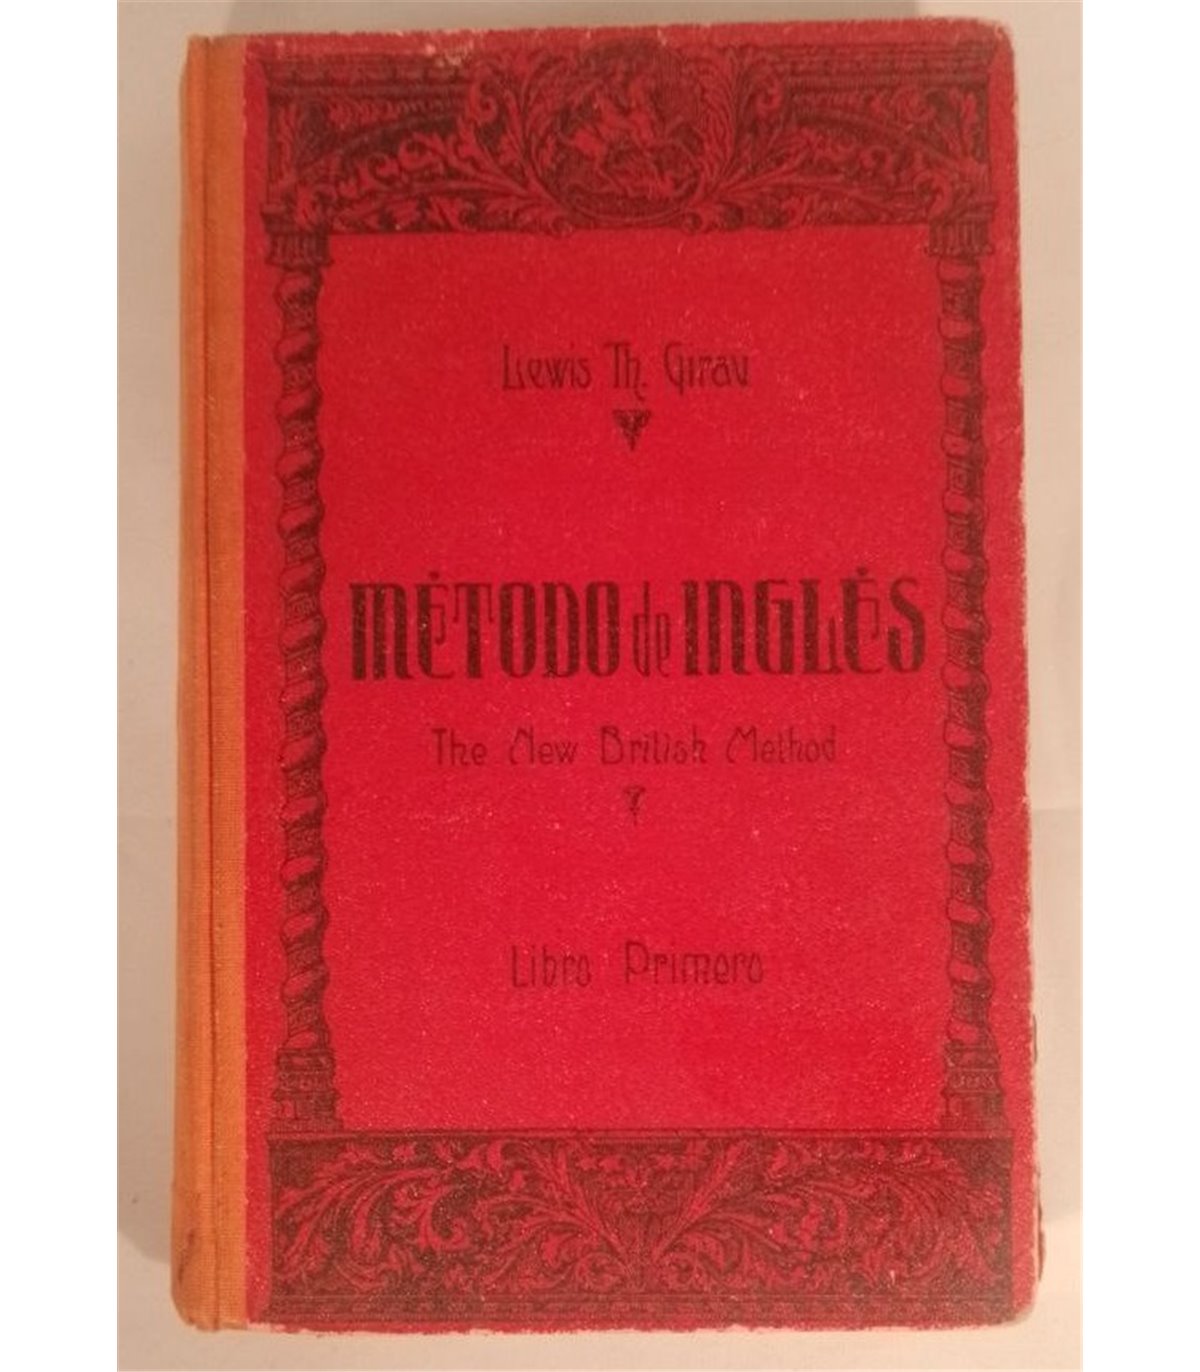 Lewis Th. Girau
MÉTODO de INGLÉS
The New British Method
Libro Primero